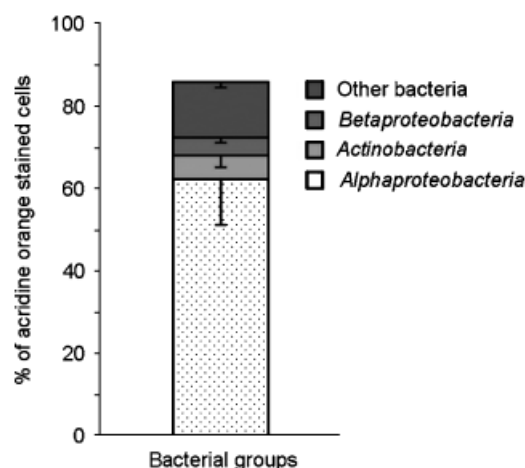 100
80
60
40
20
0
% of acridine orange stained cells
Bacterial groups
Other bacteria
Betaproteobacteria
Actinobacteria
Alphaproteobacteria